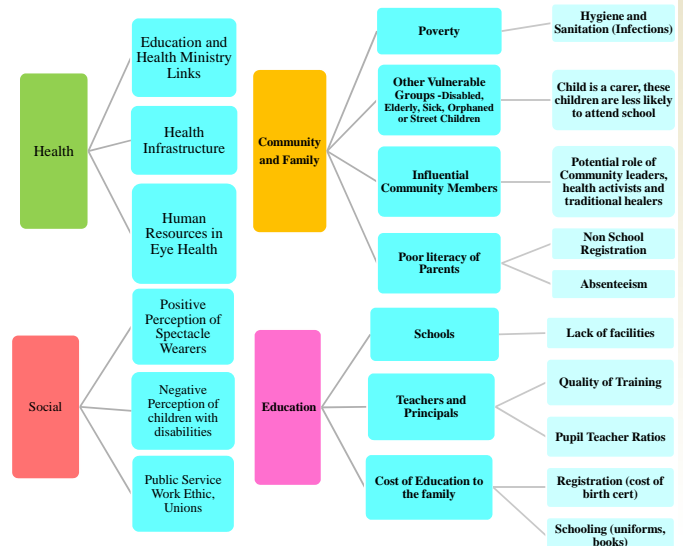 Health
Education and
Health Ministry
Links
Health
Infrastructure
Human
Resources in
Eye Health
Community
and Family
Poverty
Hygiene and
Sanitation (Infections)
Other Vulnerable
Groups -Disabled,
Elderly, Sick, Orphaned
or Street Children
Child is a carer, these
children are less likely
to attend school
Influential
Community Members
Potential role of
Community leaders,
health activists and
traditional healers
Poor literacy of
Parents
Non School
Registration
Absenteeism
Social
Positive
Perception of
Spectacle
Wearers
Negative
Perception of
children with
disabilities
Public Service
Work Ethic,
Unions
Education
Schools
Lack of facilities
Teachers and
Principals
Quality of Training
Pupil Teacher Ratios
Cost of Education to
the family
Registration (cost of
birth cert)
Schooling (uniforms,
books)